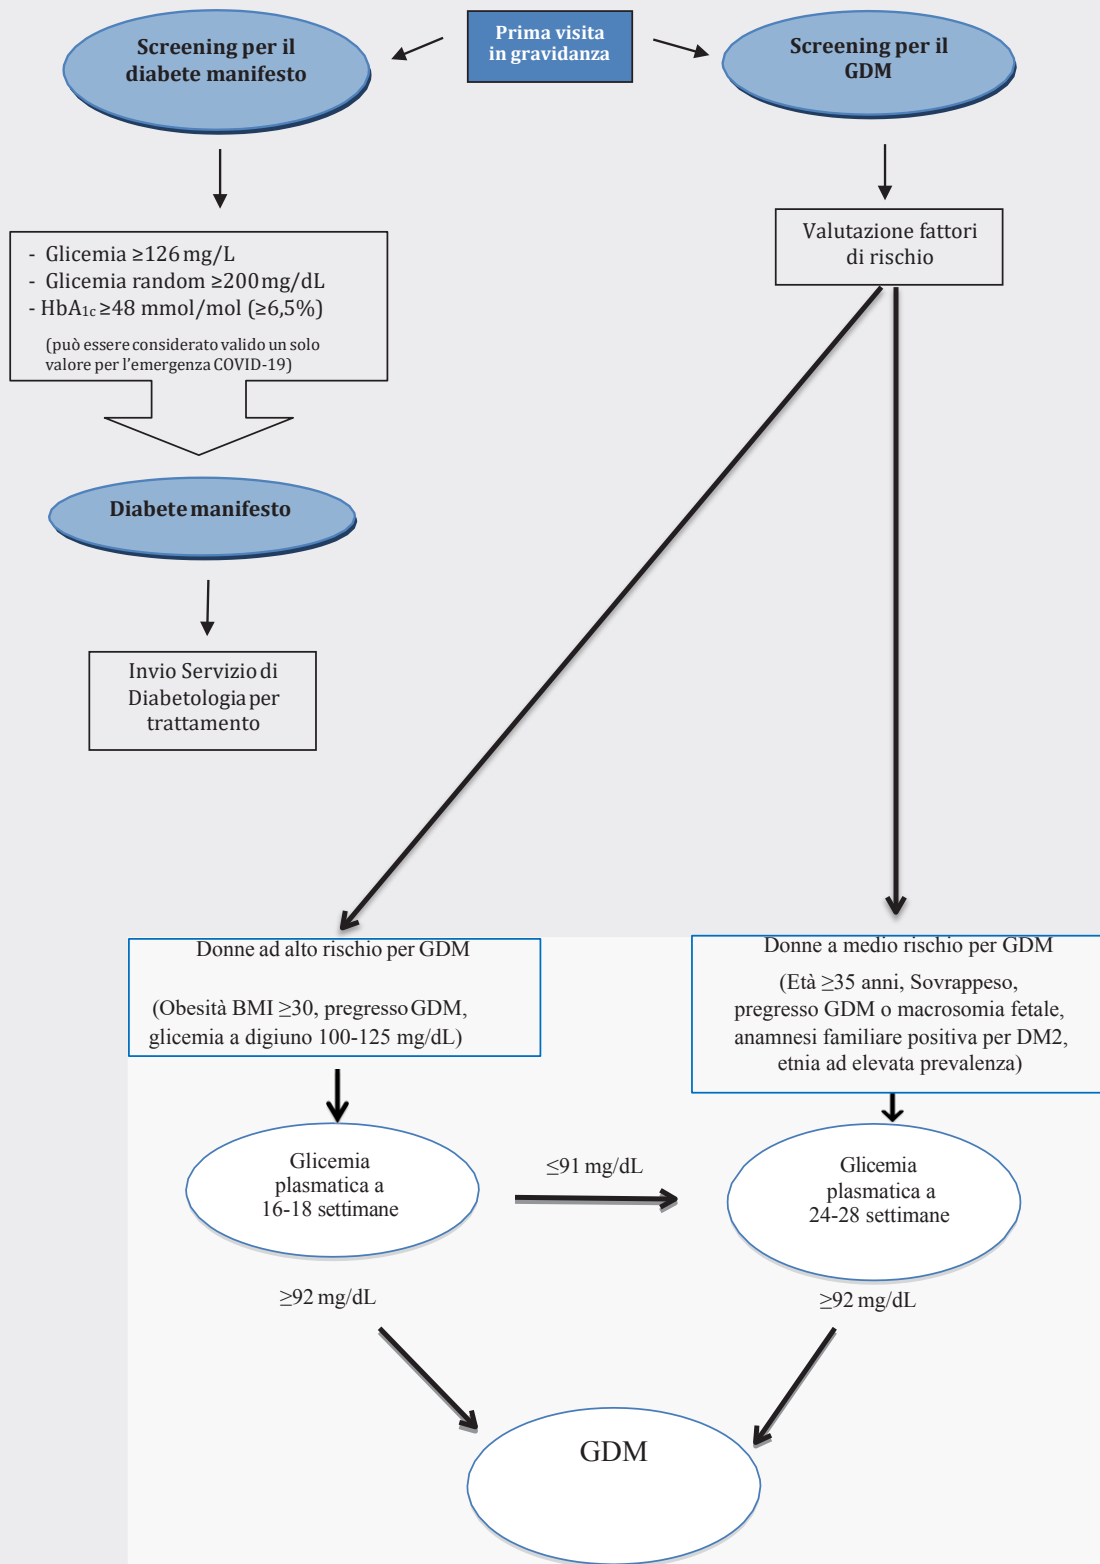 Prima visita
in gravidanza
Screening per il
diabete manifesto
Screening per il
GDM
- Glicemia ≥126 mg/L
- Glicemia random ≥200 mg/dL
- HbA1c ≥48 mmol/mol (≥6,5%)
(può essere considerato valido un solo
valore per l'emergenza COVID-19)
Valutazione fattori
di rischio
Diabete manifesto
Invio Servizio di
Diabetologia per
trattamento
Donne ad alto rischio per GDM
(Obesità BMI ≥30, pregresso GDM,
glicemia a digiuno 100-125 mg/dL)
Donne a medio rischio per GDM
(Età ≥35 anni, Sovrappeso,
pregresso GDM o macrosomia fetale,
anamnesi familiare positiva per DM2,
etnia ad elevata prevalenza)
Glicemia
plasmatica a
16-18 settimane
≤91 mg/dL
Glicemia
plasmatica a
24-28 settimane
≥92 mg/dL
≥92 mg/dL
GDM